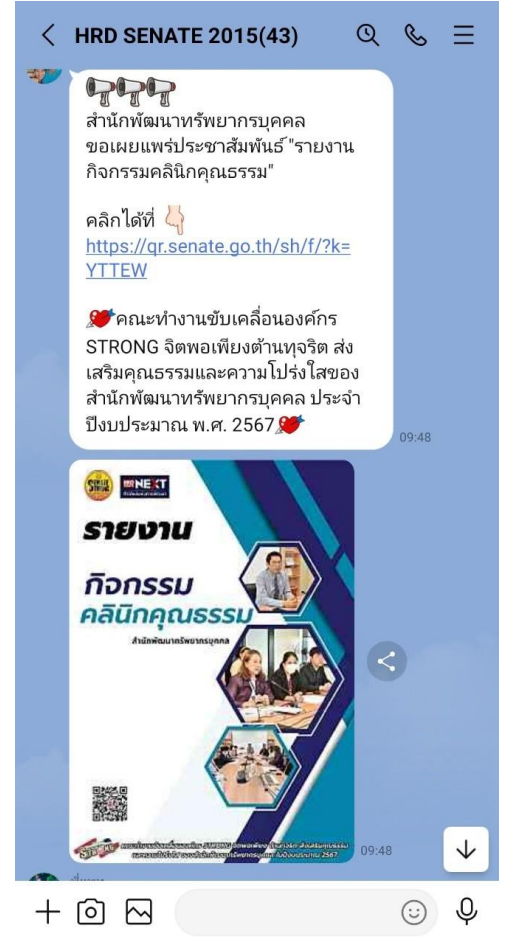 HRD SENATE 2015(43)
สำนักพัฒนาทรัพยากรบุคคล
ขอเผยแพร่ประชาสัมพันธ์ "รายงาน
กิจกรรมคลินิกคุณธรรม"
คลิกได้ที่
https://qr.senate.go.th/sh/f/?k=
YTTEW
คณะทำงานขับเคลื่อนองค์กร
STRONG จิตพอเพียงต้านทุจริต ส่ง
เสริมคุณธรรมและความโปร่งใสของ
สำนักพัฒนาทรัพยากรบุคคล ประจำ
ปีงบประมาณ พ.ศ. 2567
09:48
NEXT
รายงาน
กิจกรรม
คลินิกคุณธรรม
สำนักพัฒนาทรัพยากรบุคคล
09:48